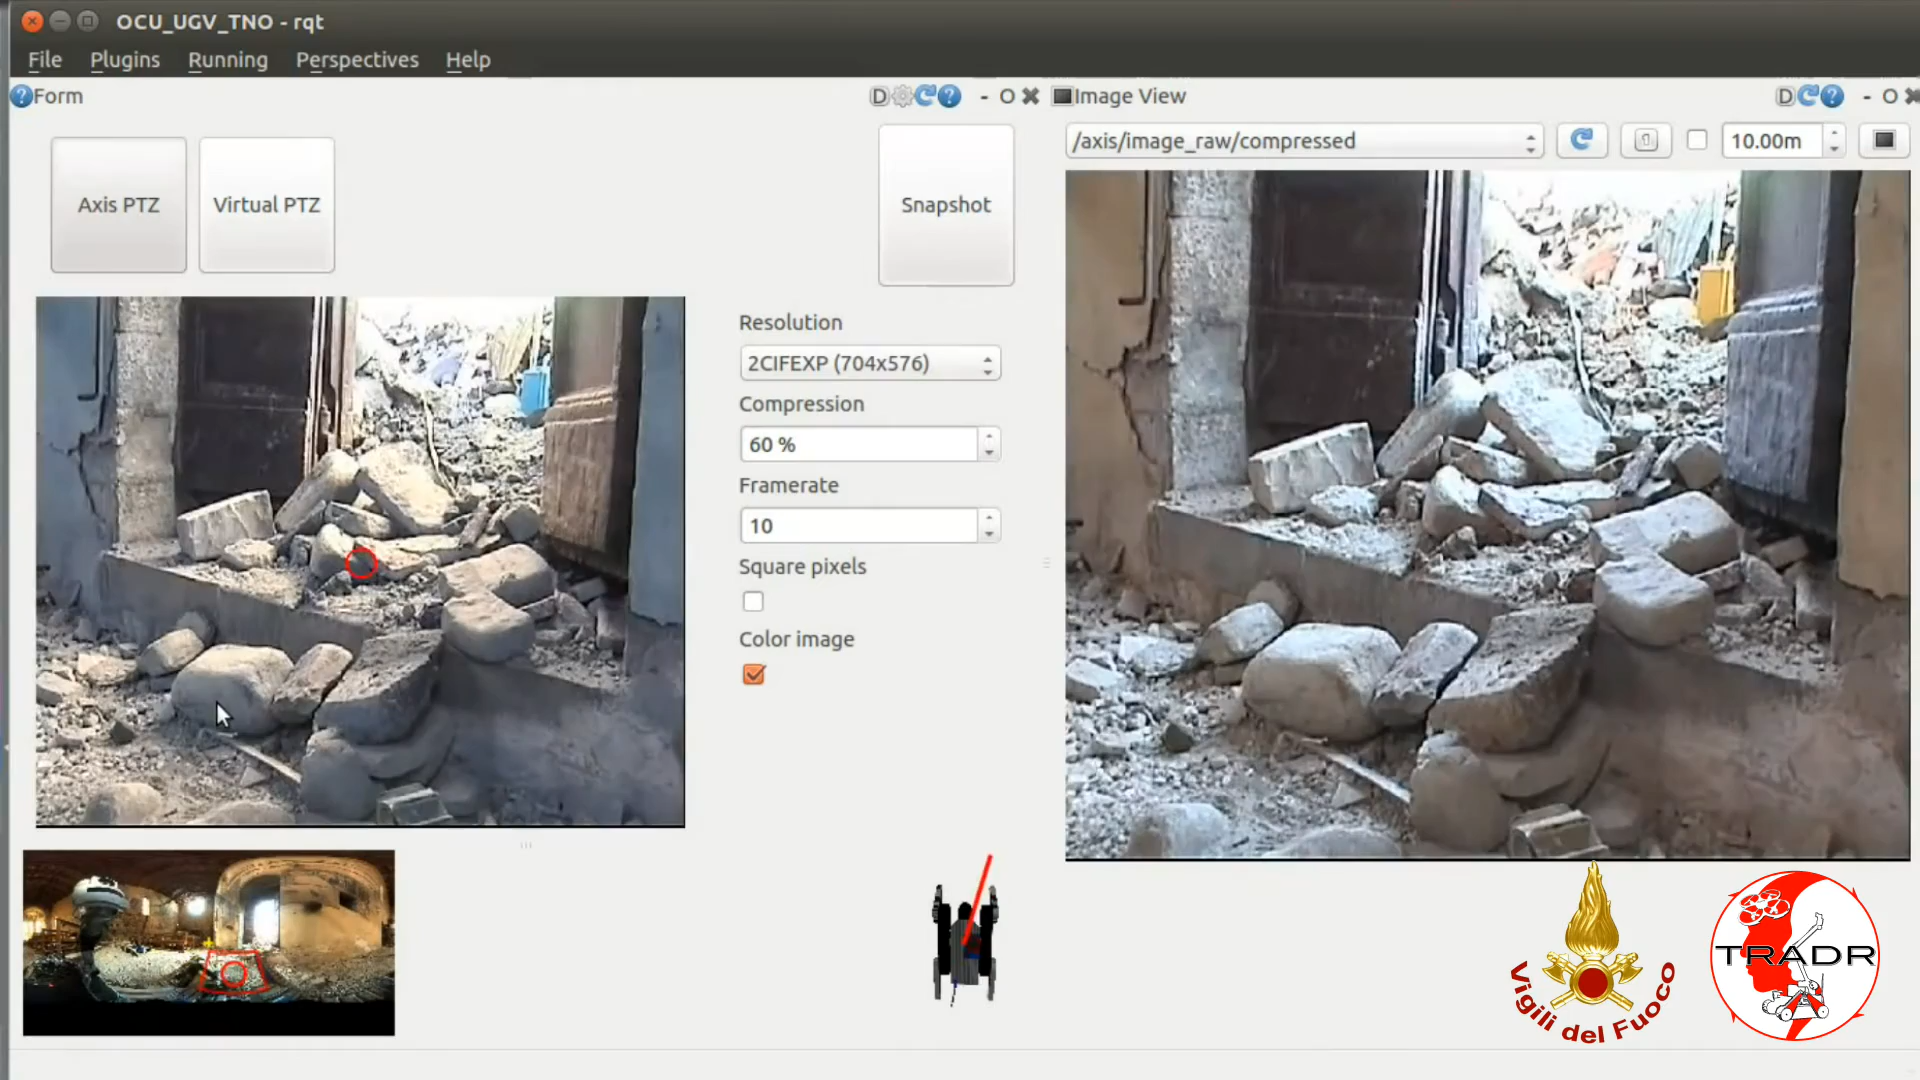 OCU_UGV_TNO - rqt
File Plugins Running Perspectives Help
Form
D
- O
Image View
D
- O
Axis PTZ
Virtual PTZ
Snapshot
/axis/image_raw/compressed
10.00m
Resolution
2CIFEXP (704x576)
Compression
60 %
Framerate
10
Square pixels
Color image
Vigili del Fuoco
TRADR